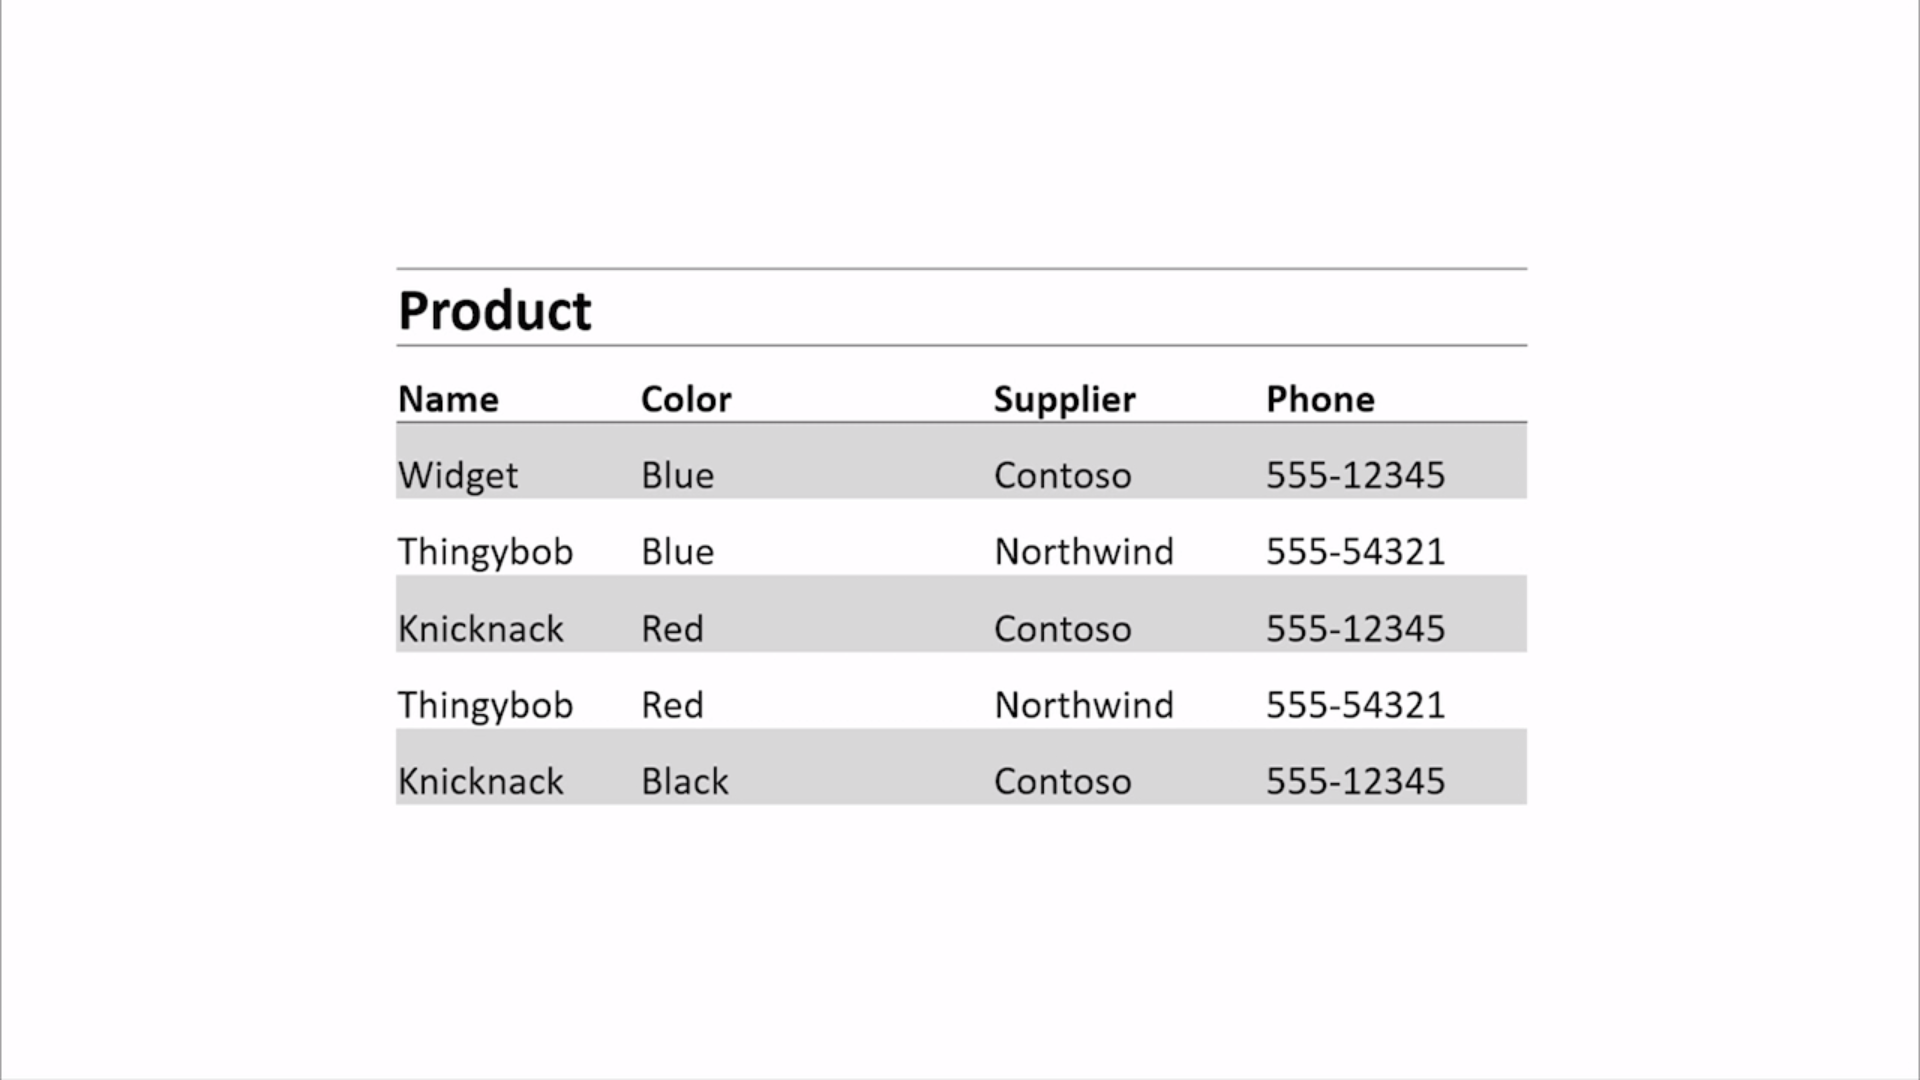 Product
Name Color Supplier Phone
Widget Blue Contoso 555-12345
Thingybob Blue Northwind 555-54321
Knicknack Red Contoso 555-12345
Thingybob Red Northwind 555-54321
Knicknack Black Contoso 555-12345